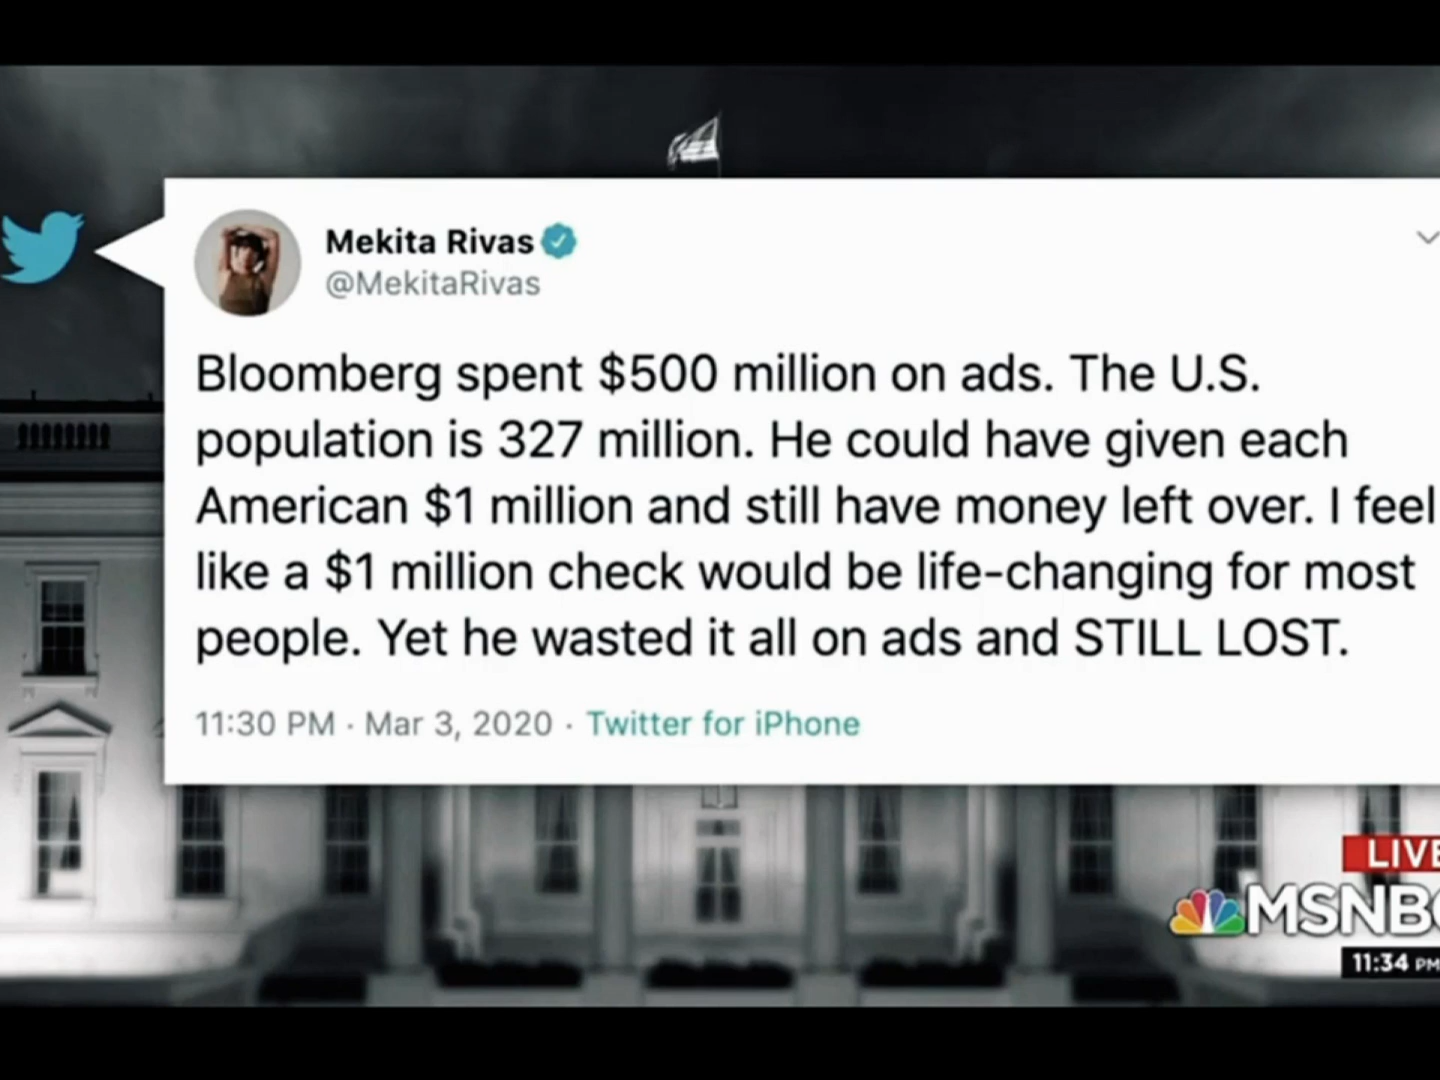 Mekita Rivas
@MekitaRivas
Bloomberg spent $500 million on ads. The U.S.
population is 327 million. He could have given each
American $1 million and still have money left over. I feel
like a $1 million check would be life-changing for most
people. Yet he wasted it all on ads and STILL LOST.
11:30 PM · Mar 3, 2020 · Twitter for iPhone
LIVE
MSNBC
11:34 PM